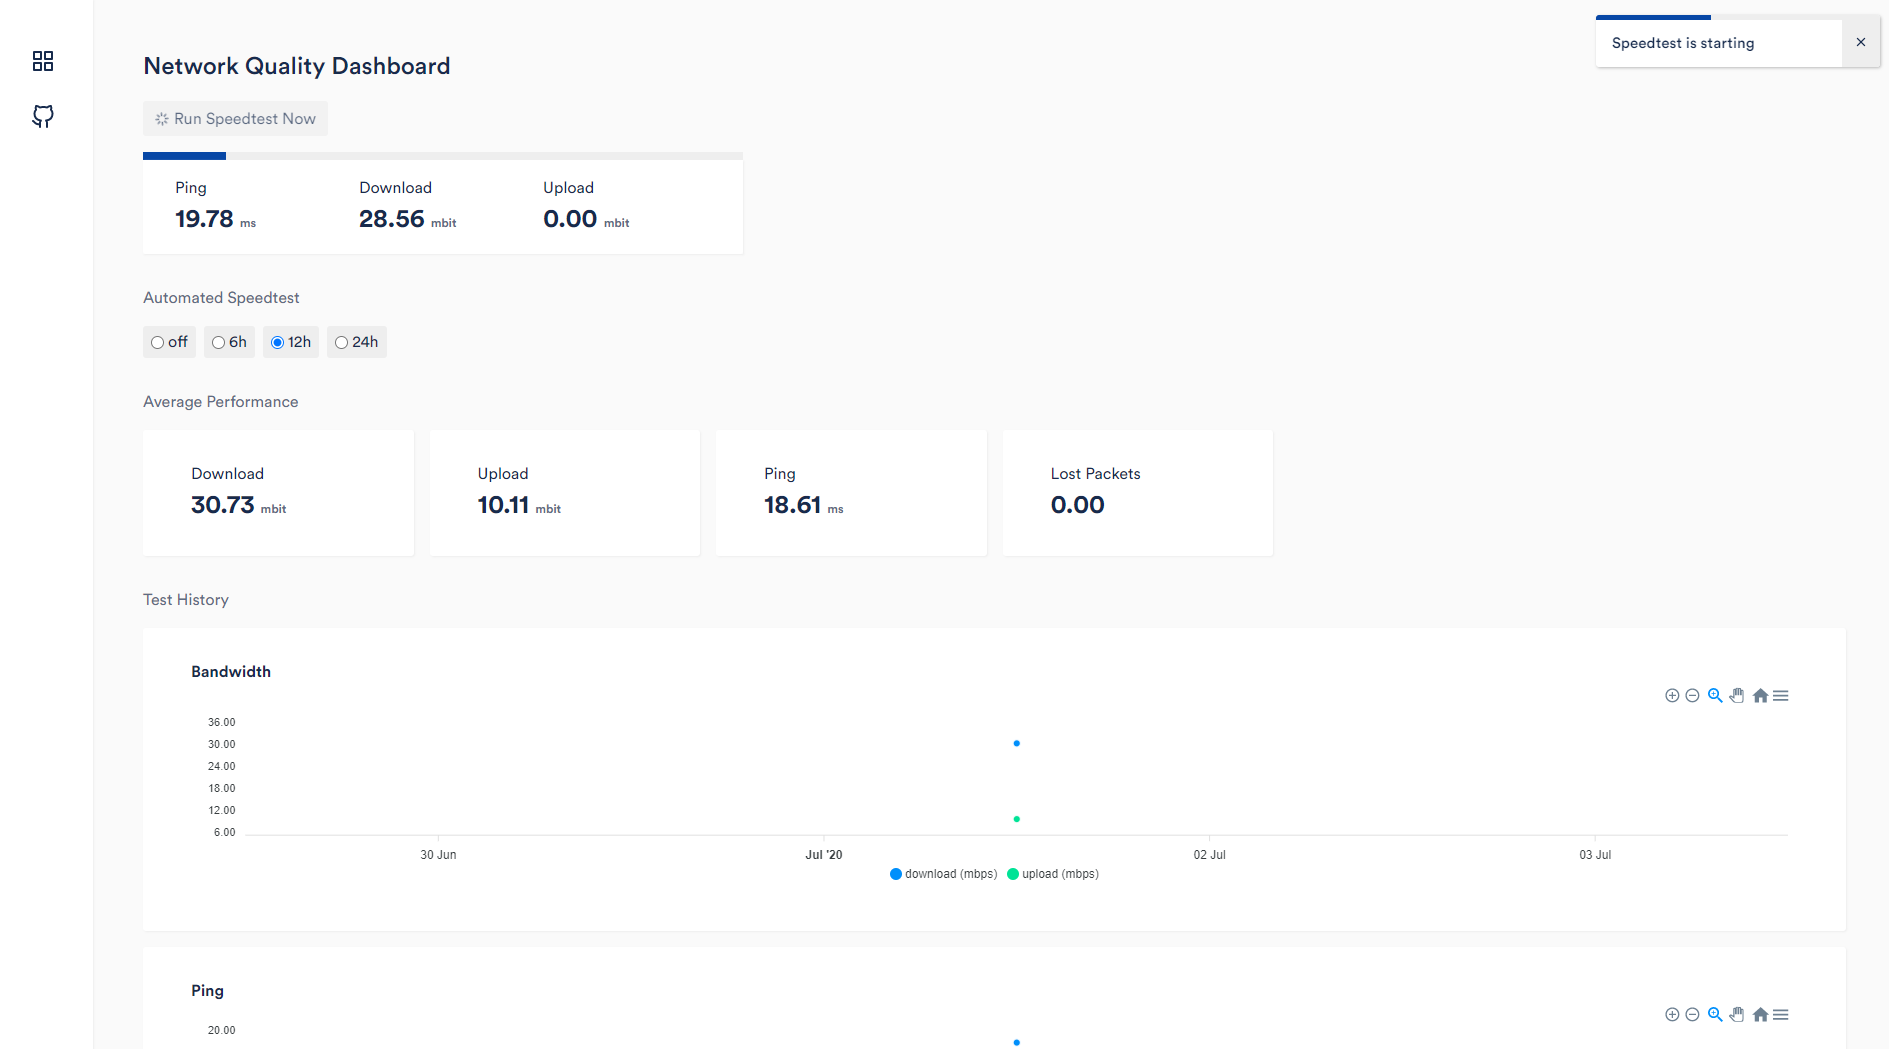 Speedtest is starting
Network Quality Dashboard
Run Speedtest Now
Ping Download Upload
19.78 ms 28.56 mbit 0.00 mbit
Automated Speedtest
off 6h 12h 24h
Average Performance
Download Upload Ping Lost Packets
30.73 mbit 10.11 mbit 18.61 ms 0.00
Test History
Bandwidth
36.00
30.00
24.00
18.00
12.00
6.00
30 Jun Jul '20 02 Jul 03 Jul
download (mbps) upload (mbps)
Ping
20.00